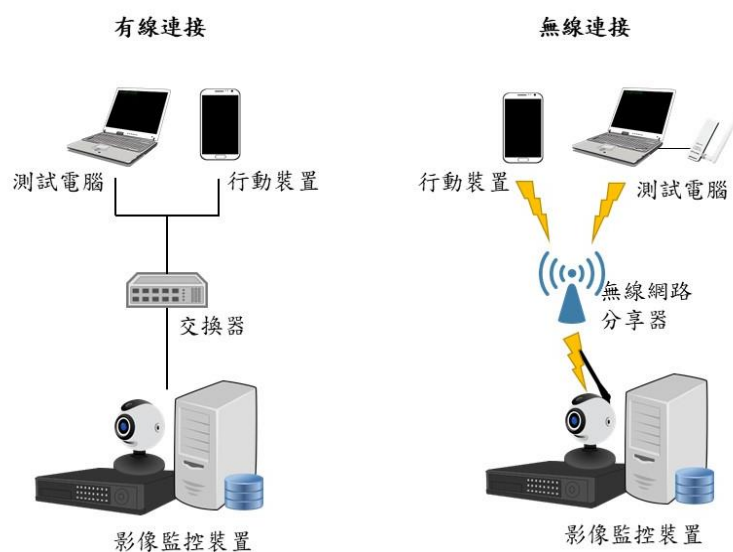 有線連接
測試電腦
行動裝置
交換器
影像監控裝置
無線連接
行動裝置
測試電腦
無線網路
分享器
影像監控裝置